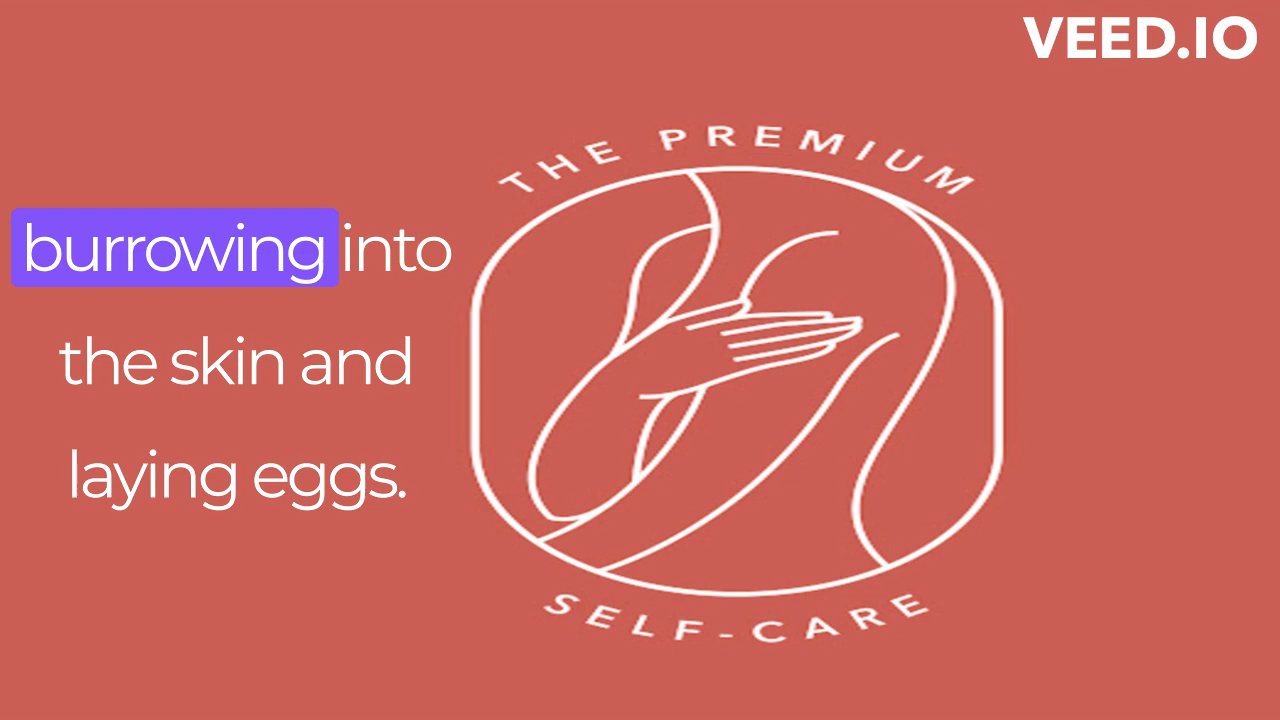 VEED.IO
THE PREMIUM
burrowing into
the skin and
laying eggs.
SELF-CARE